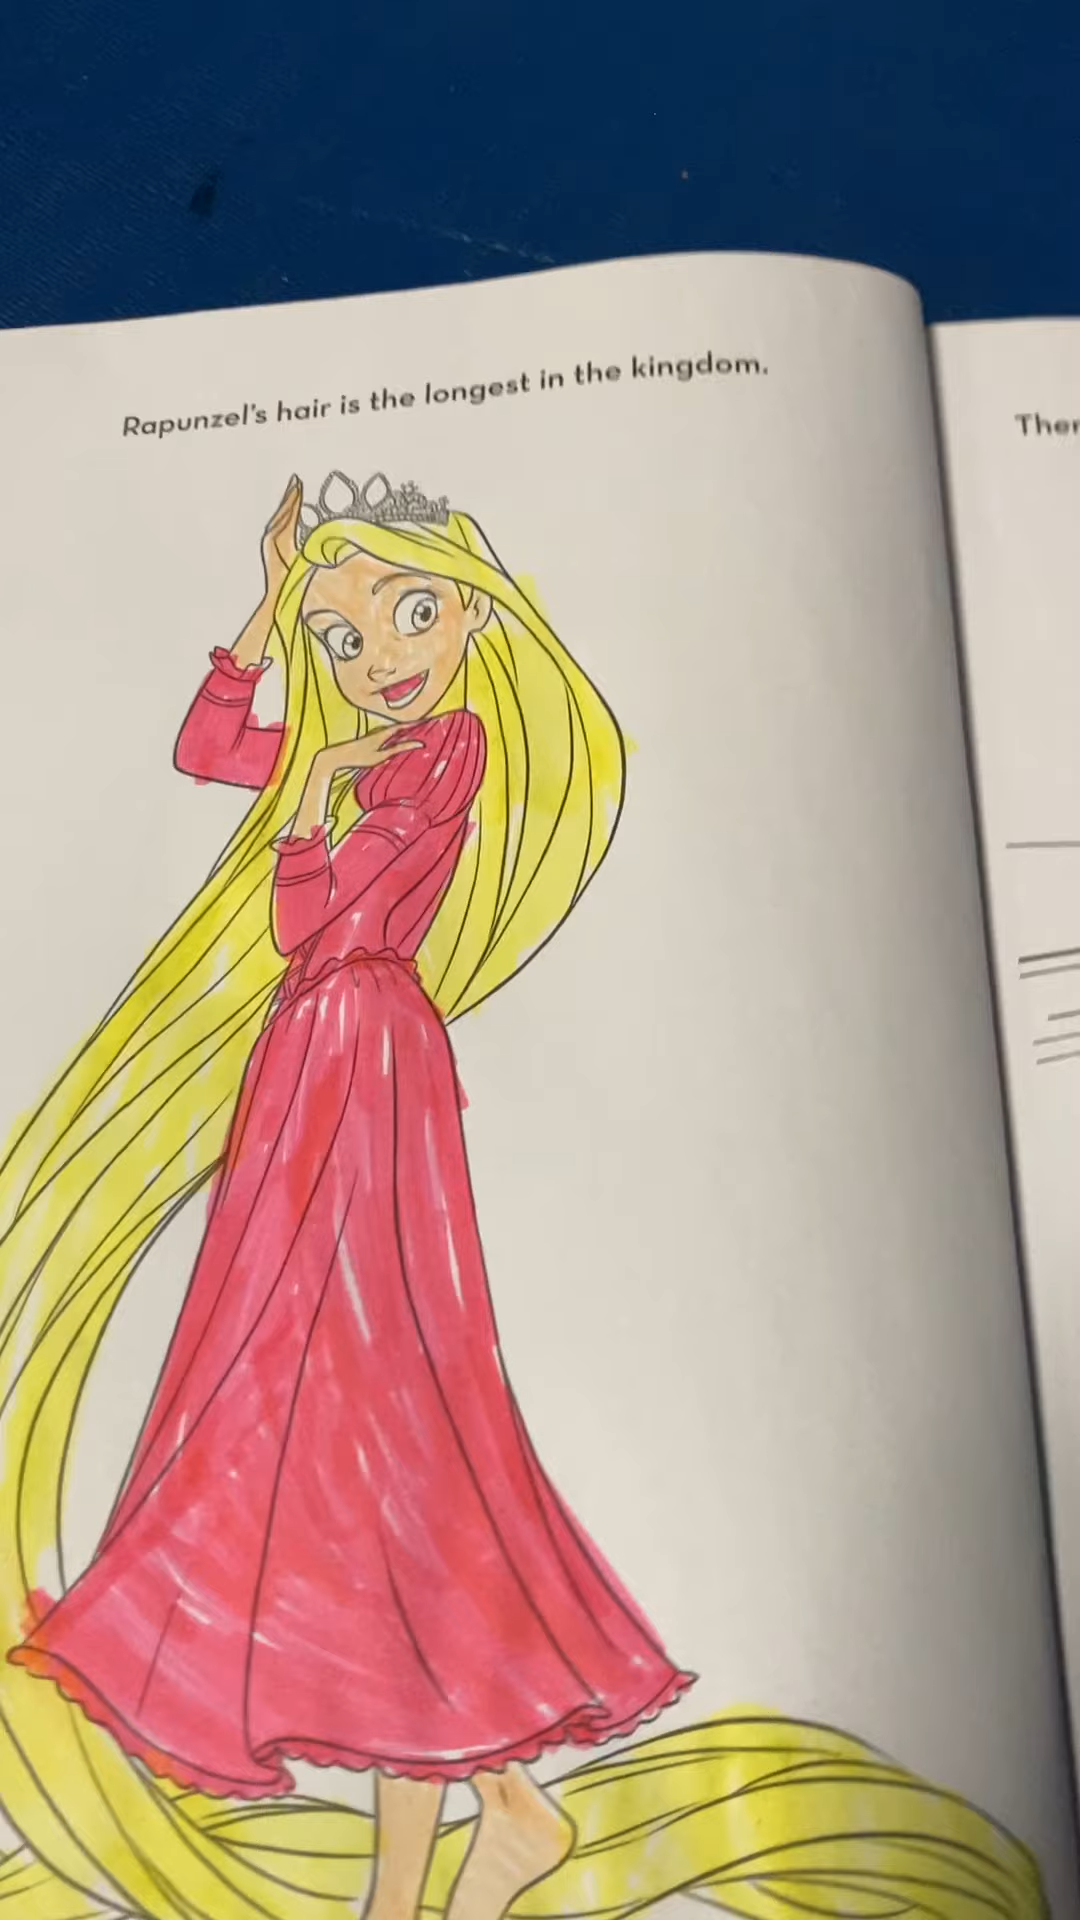 Rapunzel's hair is the longest in the kingdom.